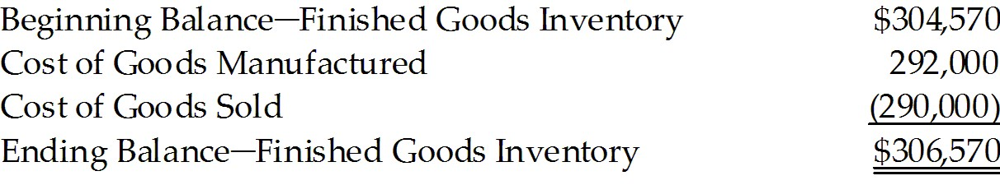 Beginning Balance—Finished Goods Inventory $304,570
Cost of Goods Manufactured 292,000
Cost of Goods Sold (290,000)
Ending Balance—Finished Goods Inventory $306,570